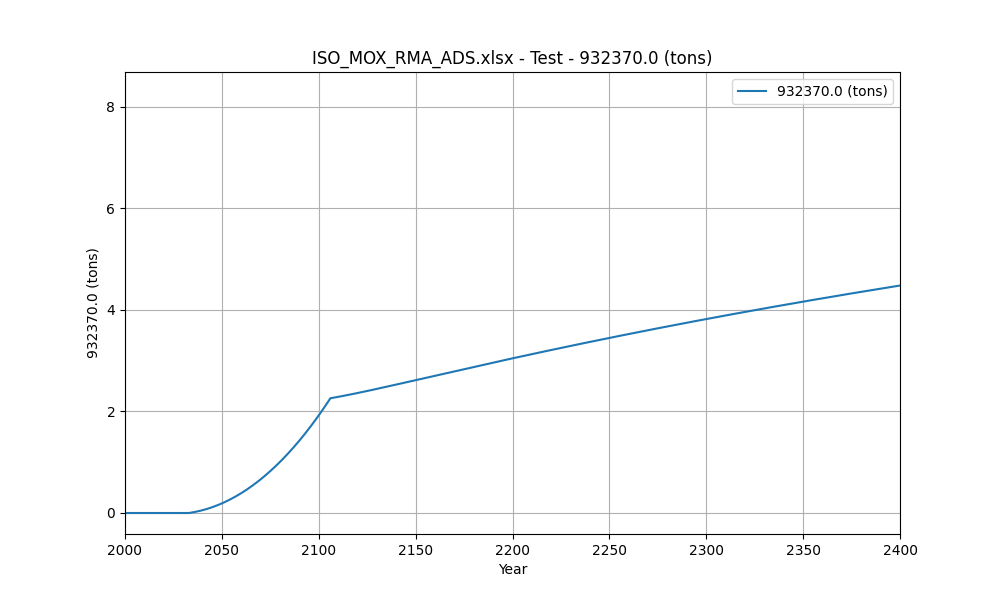 ISO_MOX_RMA_ADS.xlsx - Test - 932370.0 (tons)
932370.0 (tons)
8
6
4
2
0
932370.0 (tons)
2000 2050 2100 2150 2200 2250 2300 2350 2400
Year